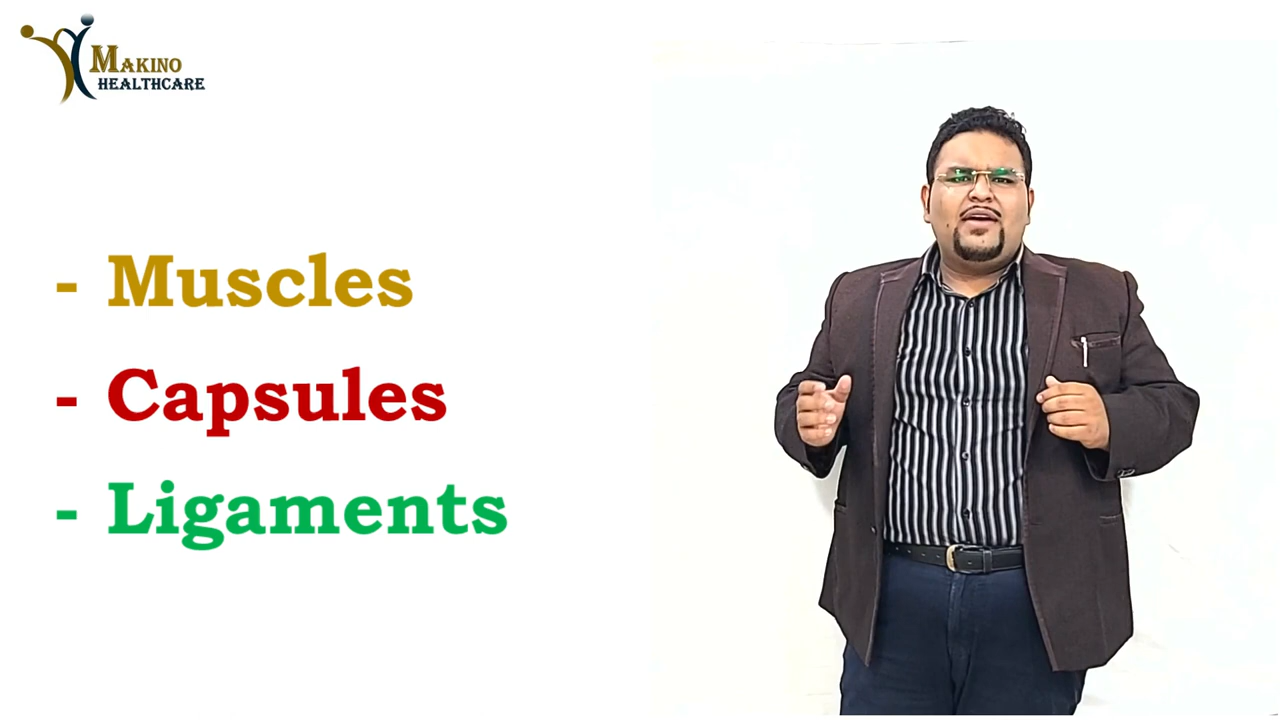 MAKINO
HEALTHCARE
- Muscles
- Capsules
- Ligaments